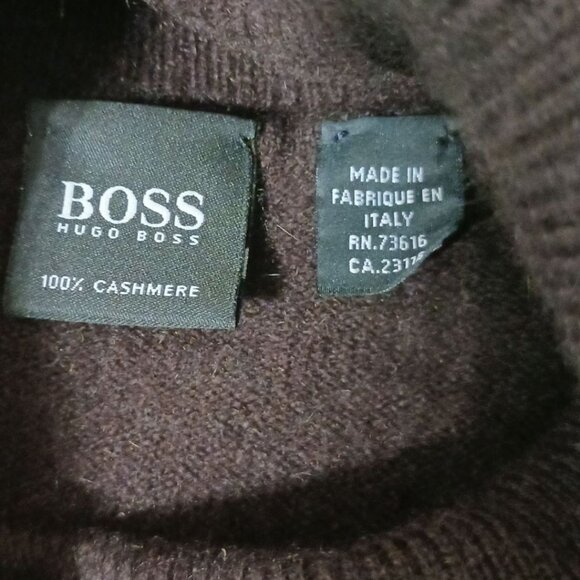 BOSS
HUGO BOSS
100% CASHMERE
MADE IN
FABRIQUE EN
ITALY
RN.73616